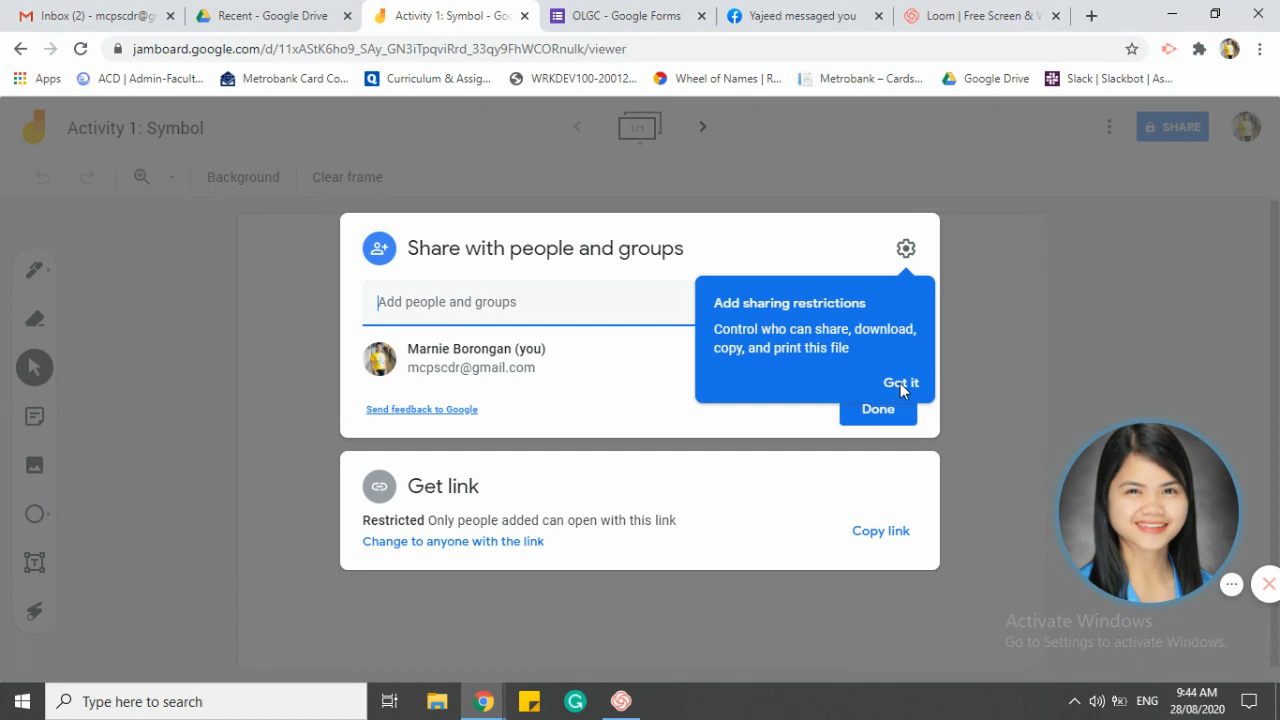 Inbox (2) - mcpscdr@gmail.co
Recent - Google Drive
Activity 1: Symbol - Goo
OLGC - Google Forms
Yajeed messaged you
Loom | Free Screen & V
jamboard.google.com/d/11xAStK6ho9_SAy_GN3iTpqviRrd_33qy9FhWCORnulk/viewer
Apps
ACD | Admin-Facult...
Metrobank Card Co...
Curriculum & Assig...
WRKDEV100-20012...
Wheel of Names | R...
Metrobank – Cards...
Google Drive
Slack | Slackbot | As...
Activity 1: Symbol
1/1
SHARE
Background
Clear frame
Share with people and groups
Add people and groups
Add sharing restrictions
Control who can share, download,
copy, and print this file
Got it
Marnie Borongan (you)
mcpscdr@gmail.com
Send feedback to Google
Done
Get link
Restricted Only people added can open with this link
Change to anyone with the link
Copy link
Activate Windows
Go to Settings to activate Windows.
Type here to search
ENG
9:44 AM
28/08/2020